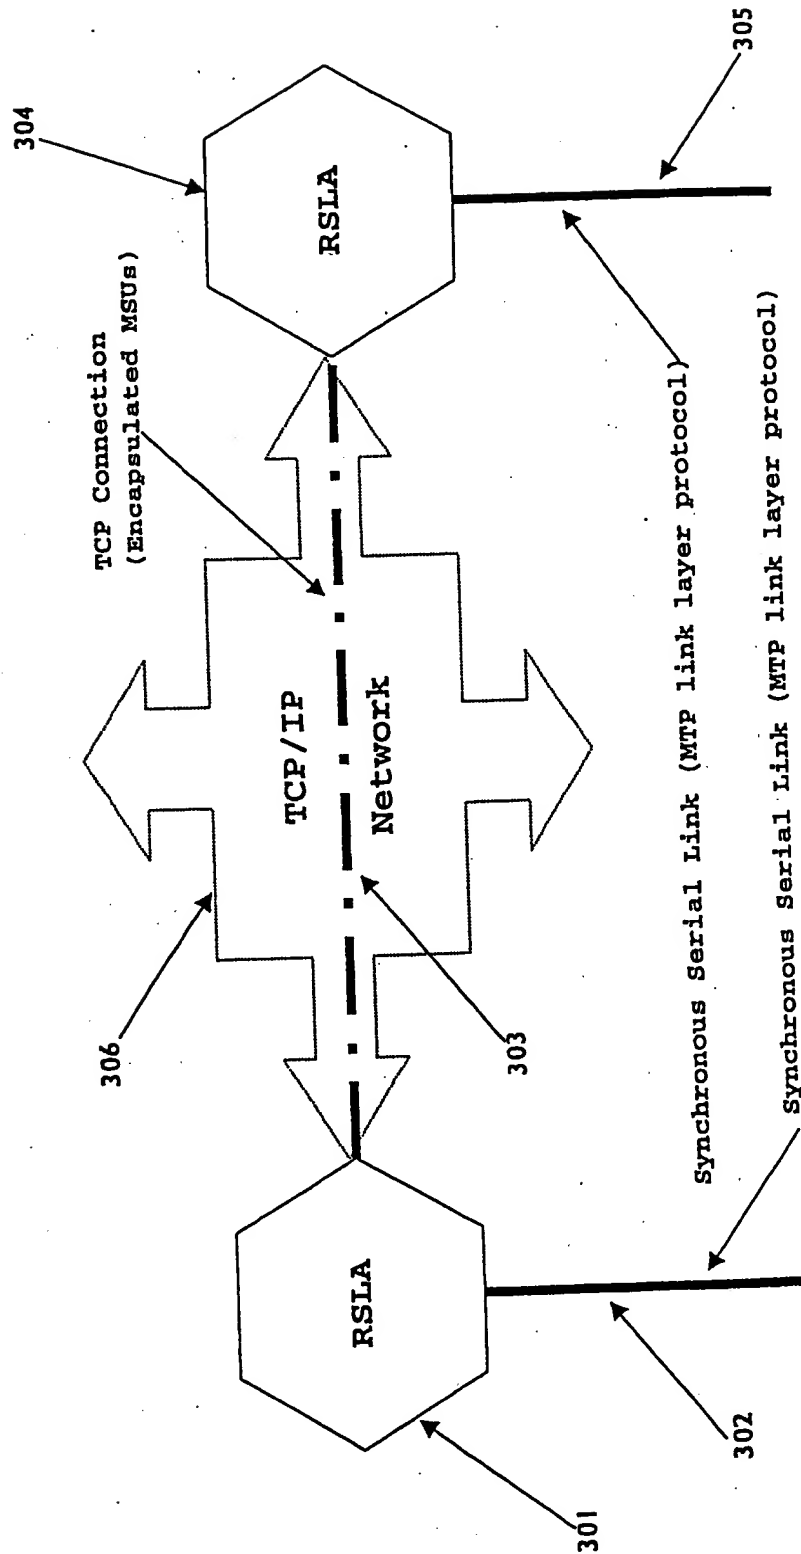 304
TCP Connection
(Encapsulated MSUs)
306
TCP/IP
Network
RSLA
RSLA
303
301
302
305
Synchronous Serial Link (MTP link layer protocol)
Synchronous Serial Link (MTP link layer protocol)